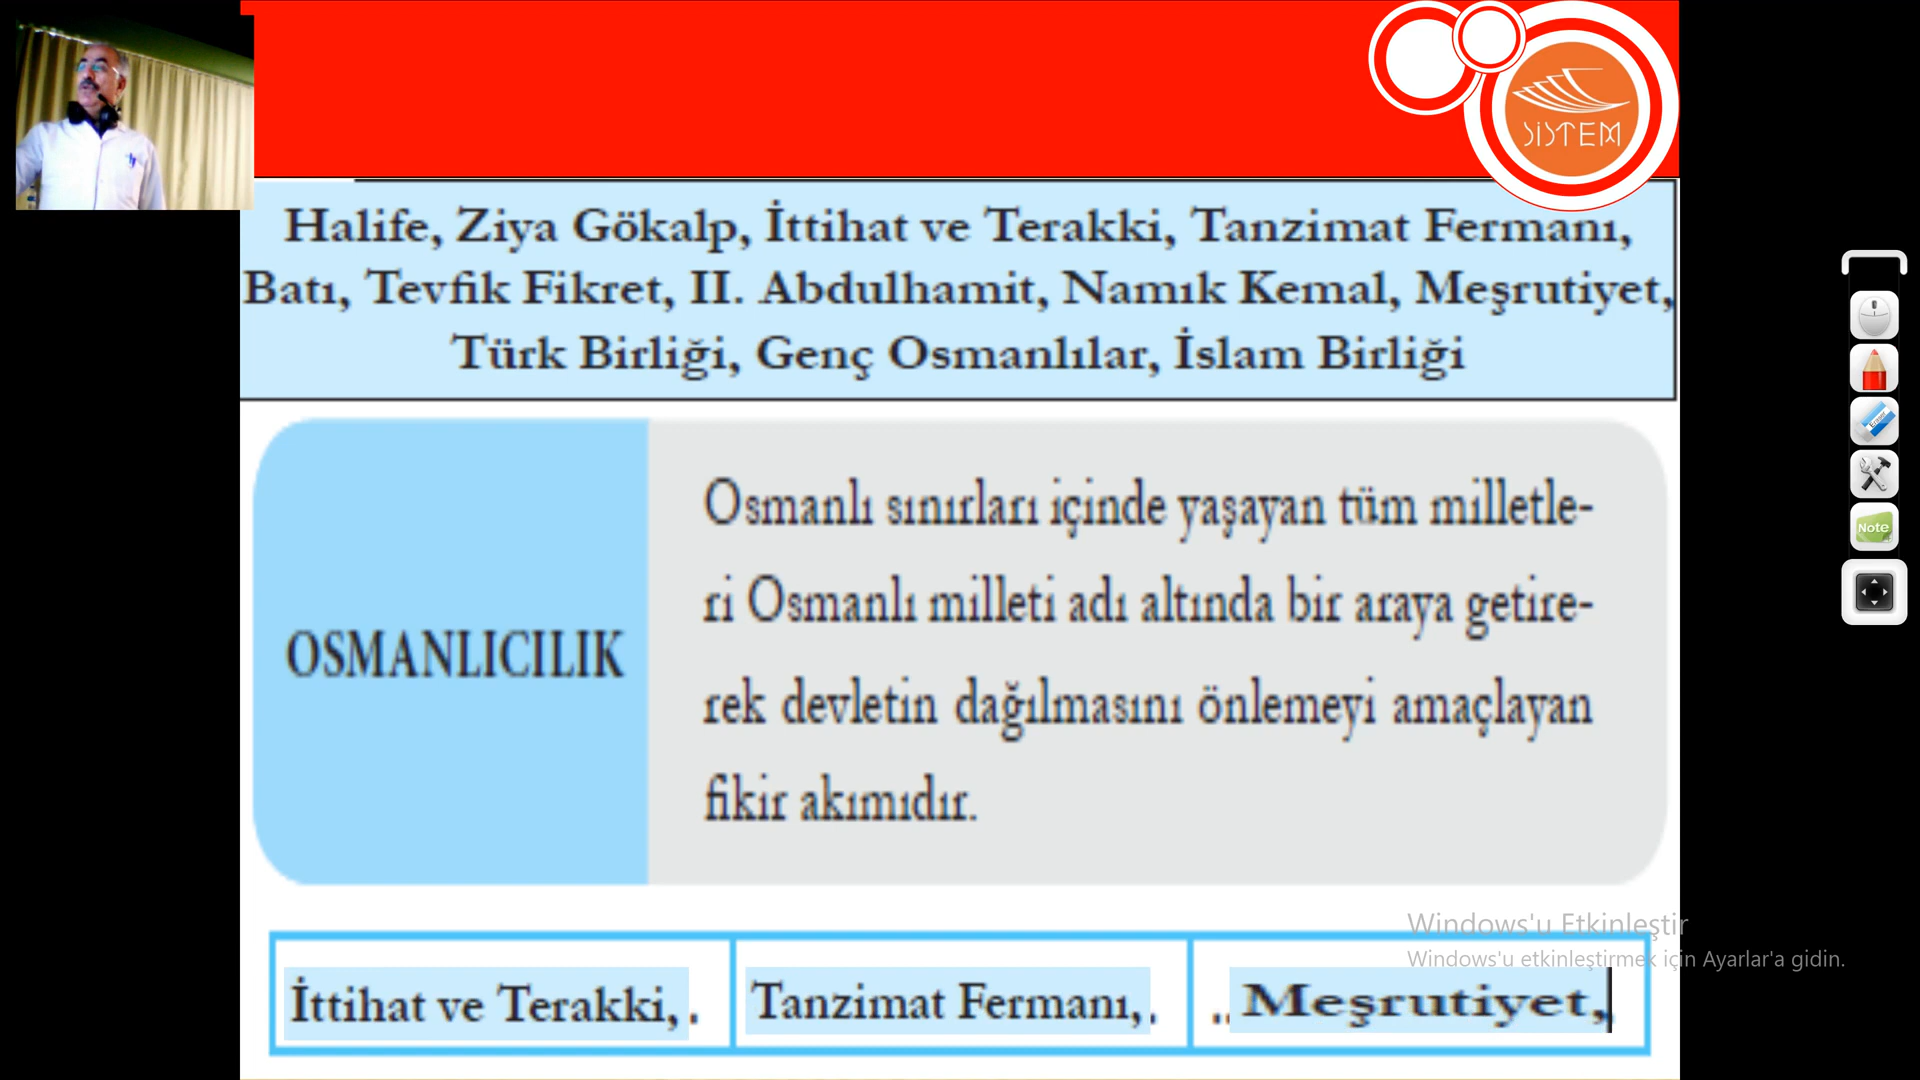 SİSTEM
Halife, Ziya Gökalp, İttihat ve Terakki, Tanzimat Fermanı,
Batı, Tevfik Fikret, II. Abdulhamit, Namık Kemal, Meşrutiyet,
Türk Birliği, Genç Osmanlılar, İslam Birliği
OSMANLICILIK
Osmanlı sınırları içinde yaşayan tüm milletle-
ri Osmanlı milleti adı altında bir araya getire-
rek devletin dağılmasını önlemeyi amaçlayan
fikir akımıdır.
Note
Windows'u Etkinleştir
Windows'u etkinleştirmek için Ayarlar'a gidin.
İttihat ve Terakki, .
Tanzimat Fermanı, .
.. Meşrutiyet,